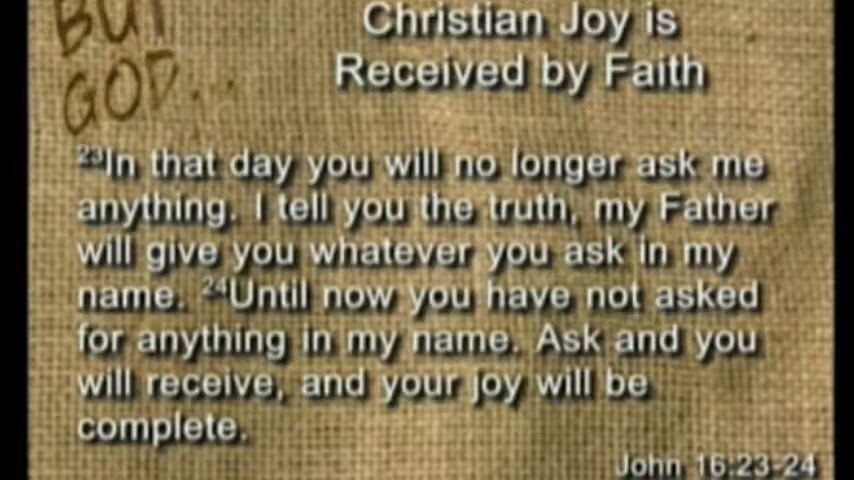 BUT
GOD...
Christian Joy is
Received by Faith
²³In that day you will no longer ask me
anything. I tell you the truth, my Father
will give you whatever you ask in my
name. ²⁴Until now you have not asked
for anything in my name. Ask and you
will receive, and your joy will be
complete.
John 16:23-24